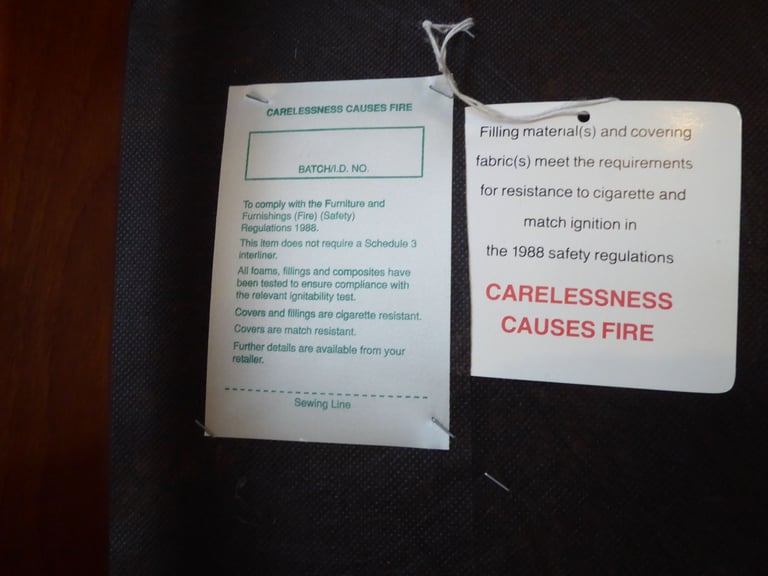 CARELESSNESS CAUSES FIRE
BATCH/I.D. NO.
To comply with the Furniture and
Furnishings (Fire) (Safety)
Regulations 1988.
This item does not require a Schedule 3
interliner.
All foams, fillings and composites have
been tested to ensure compliance with
the relevant ignitability test.
Covers and fillings are cigarette resistant.
Covers are match resistant.
Further details are available from your
retailer.
Sewing Line
Filling material(s) and covering
fabric(s) meet the requirements
for resistance to cigarette and
match ignition in
the 1988 safety regulations
CARELESSNESS
CAUSES FIRE